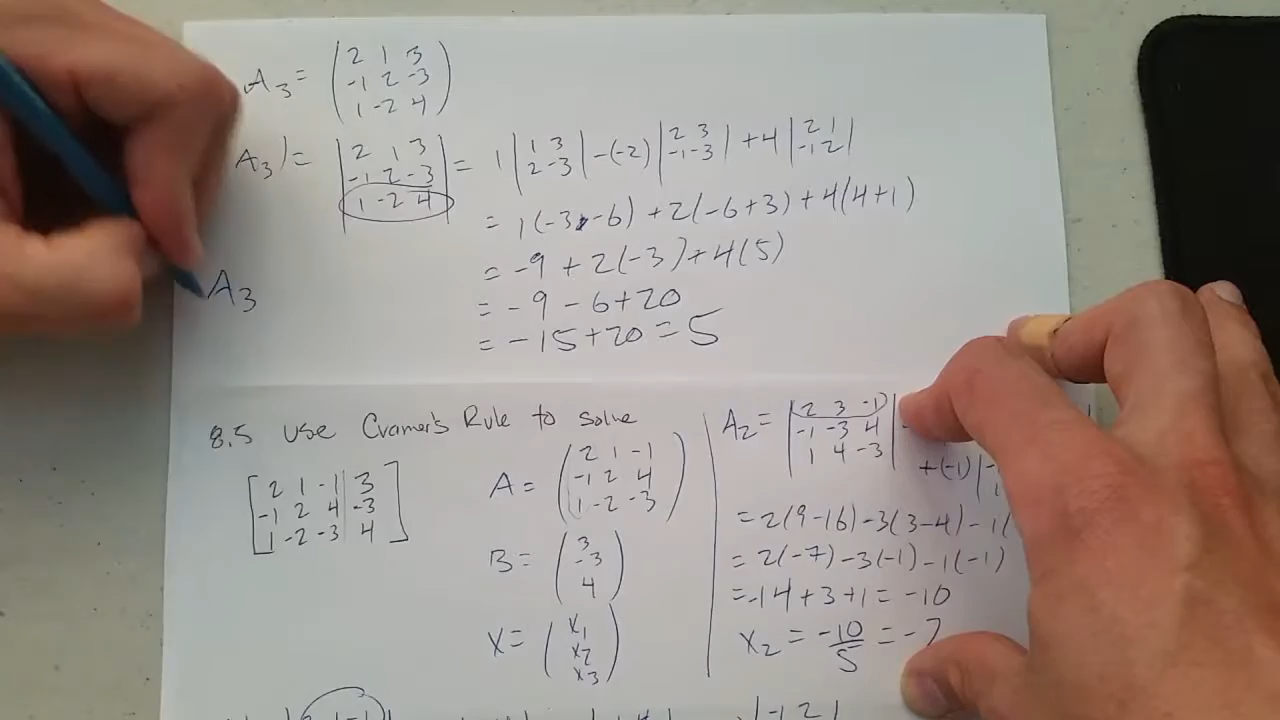 A3 = ( 2 1 3
-1 2 -3
1 -2 4 )
A3| = | 2 1 3
-1 2 -3
1 -2 4 | = 1 | 1 3
2 -3 | -(-2) | 2 3
-1 -3 | +4 | 2 1
-1 2 |
= 1(-3 -6) + 2(-6+3) + 4(4+1)
= -9 + 2(-3) + 4(5)
= -9 - 6 + 20
= -15 + 20 = 5
A3
8.5 use Cramer's Rule to solve
[ 2 1 -1 | 3
-1 2 4 | -3
1 -2 -3 | 4 ]
A = ( 2 1 -1
-1 2 4
1 -2 -3 )
B = ( 3
-3
4 )
X = ( x1
x2
x3 )
A2 = | 2 3 -1
-1 -3 4
1 4 -3 |
+(-1) |
= 2(9-16) -3(3-4) -1(
= 2(-7) -3(-1) -1(-1)
= -14 + 3 + 1 = -10
x2 = -10/5 = -2